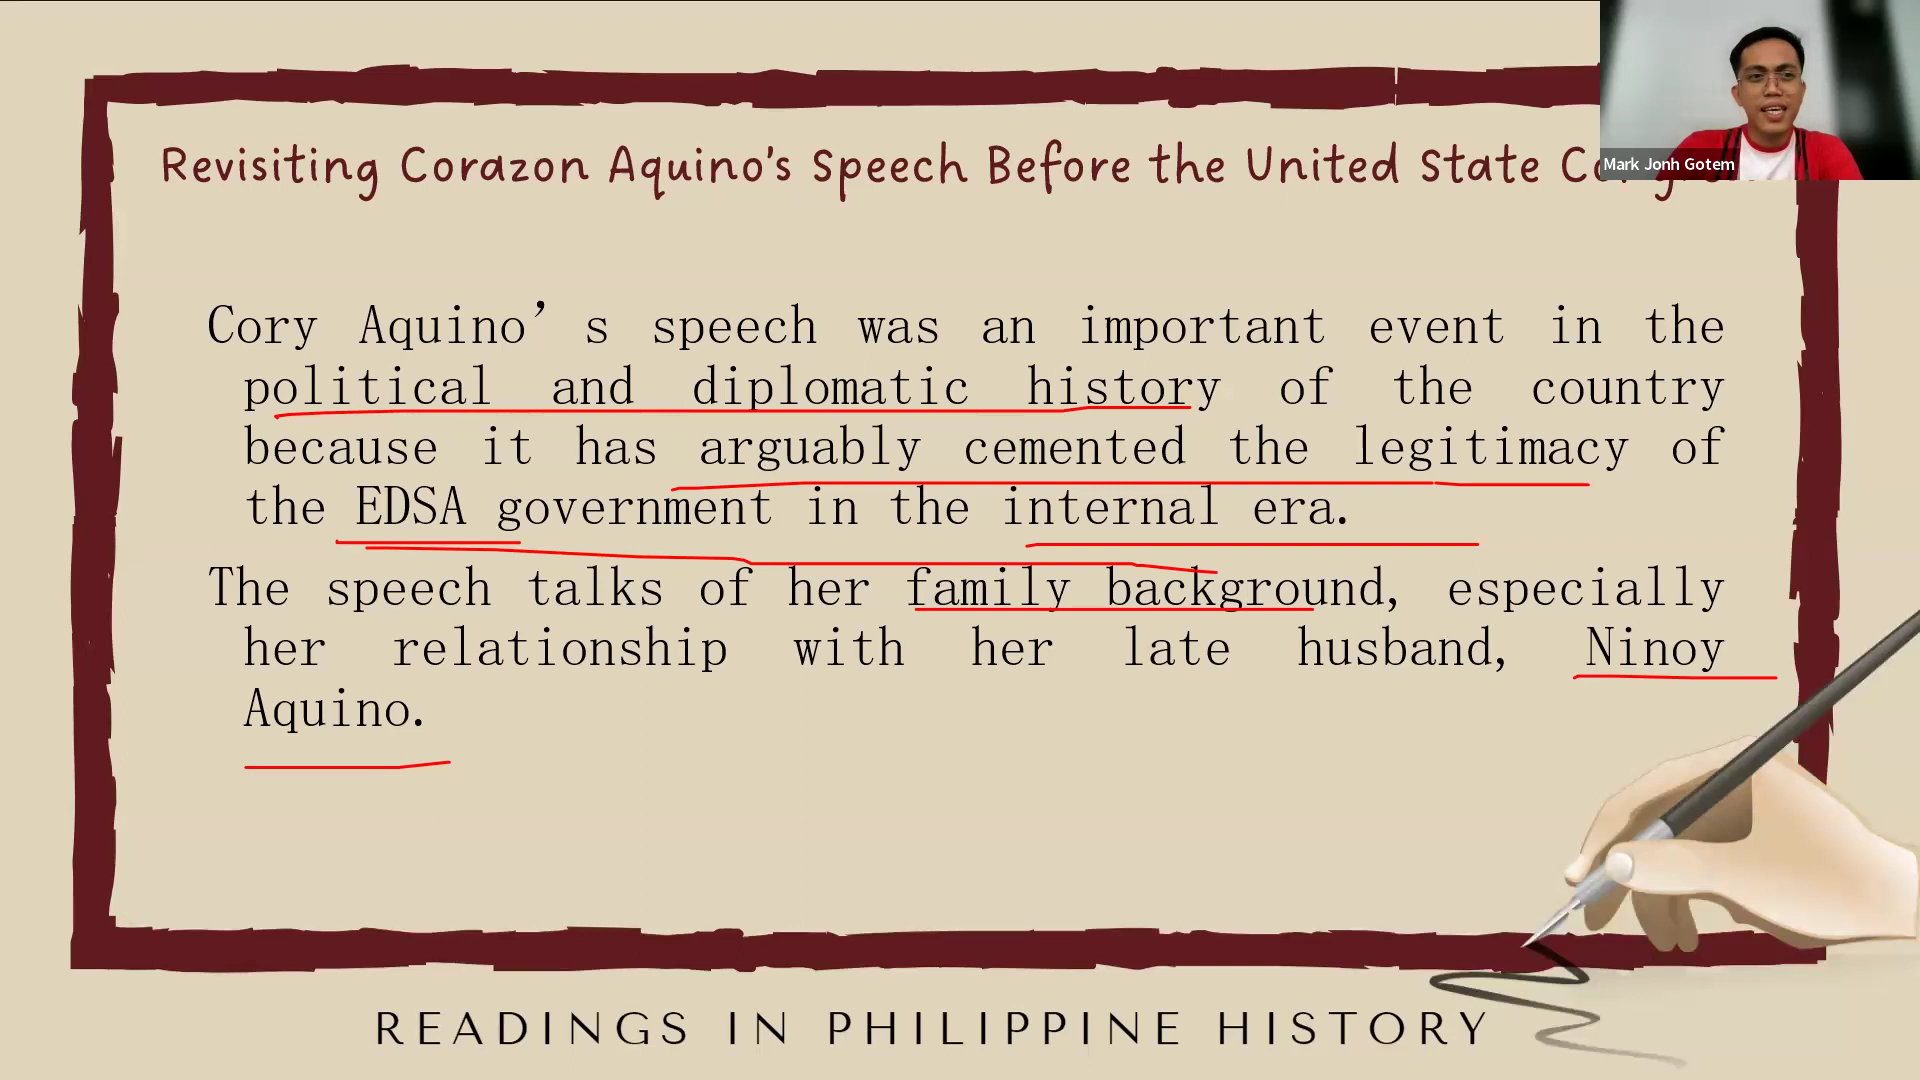 Revisiting Corazon Aquino's Speech Before the United State
Mark Jonh Gotem
Cory Aquino's speech was an important event in the
political and diplomatic history of the country
because it has arguably cemented the legitimacy of
the EDSA government in the internal era.
The speech talks of her family background, especially
her relationship with her late husband, Ninoy
Aquino.
READINGS IN PHILIPPINE HISTORY